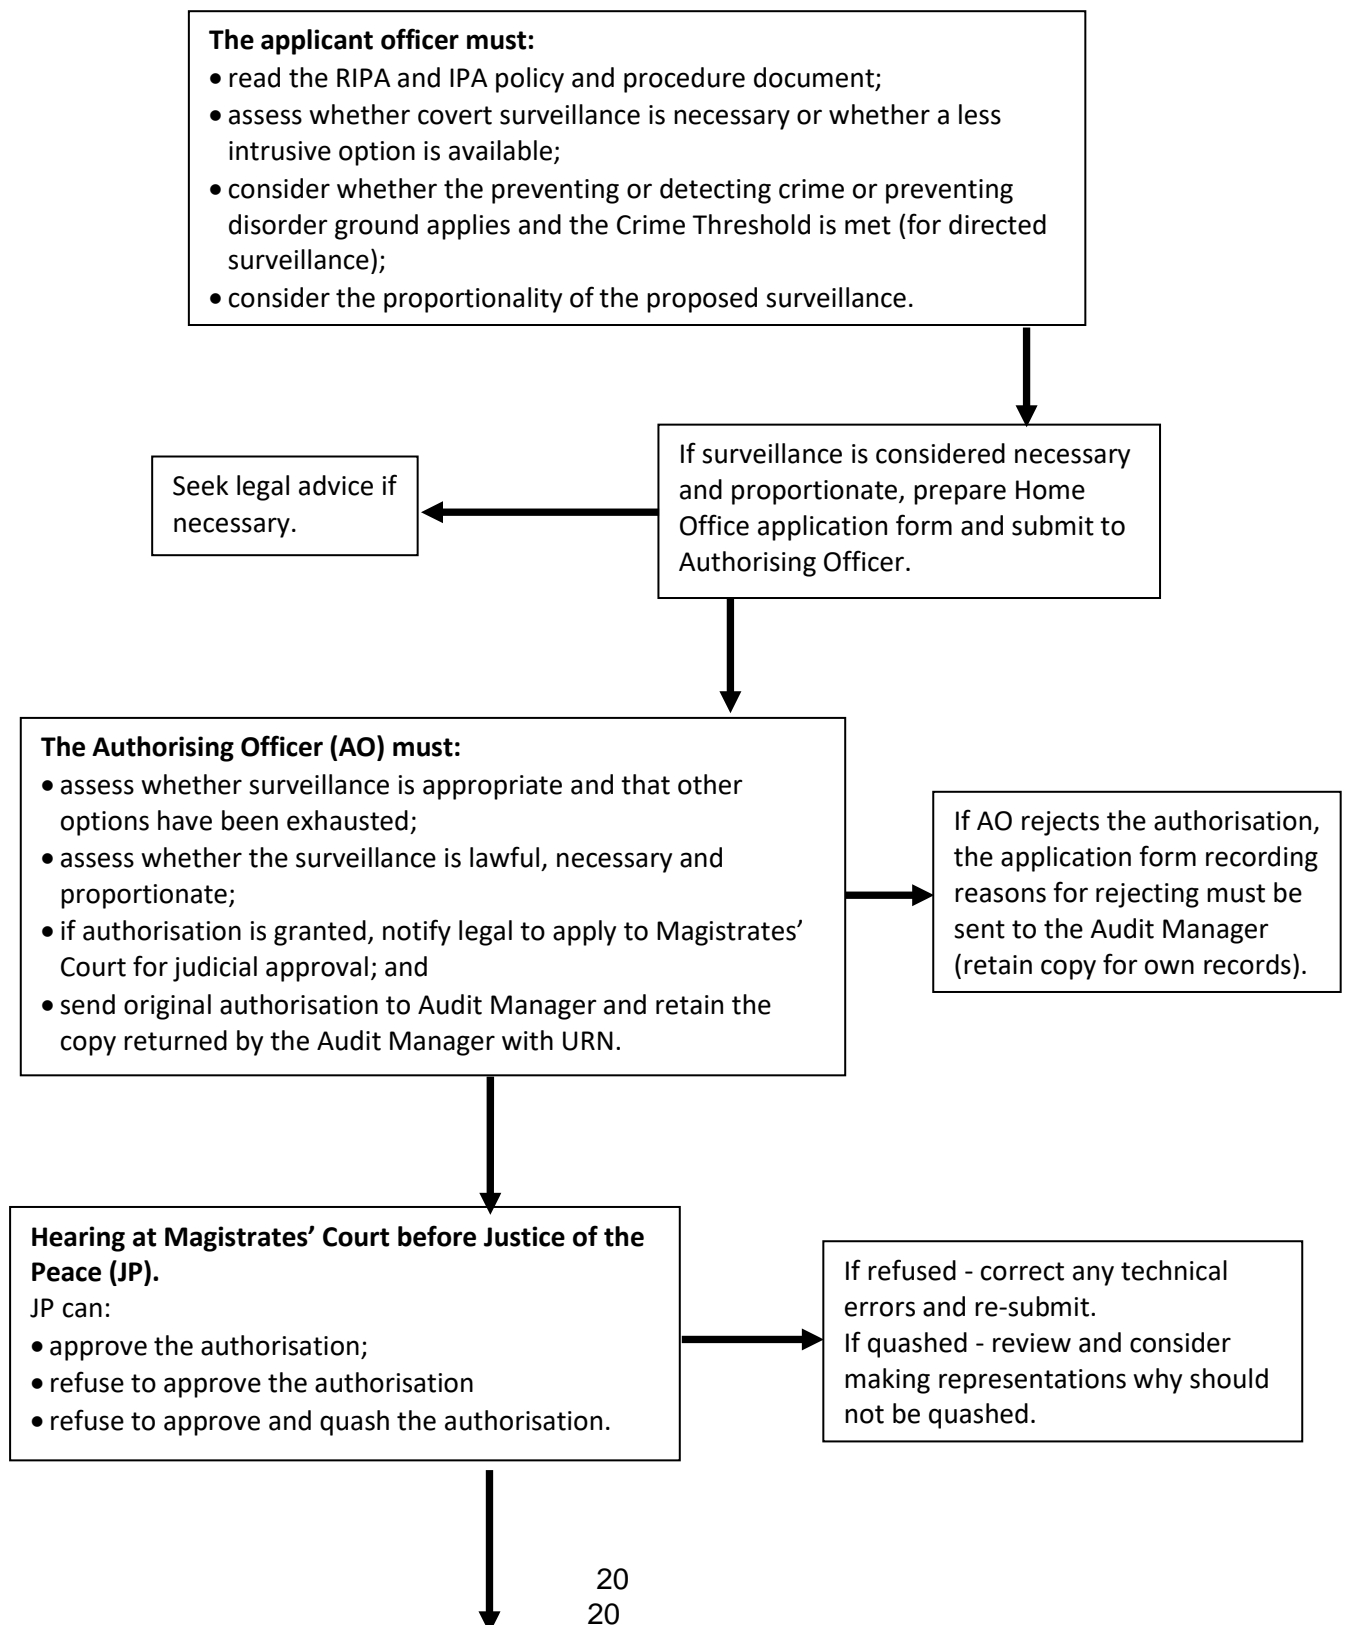 The applicant officer must:
• read the RIPA and IPA policy and procedure document;
• assess whether covert surveillance is necessary or whether a less
intrusive option is available;
• consider whether the preventing or detecting crime or preventing
disorder ground applies and the Crime Threshold is met (for directed
surveillance);
• consider the proportionality of the proposed surveillance.
If surveillance is considered necessary
and proportionate, prepare Home
Office application form and submit to
Authorising Officer.
Seek legal advice if
necessary.
The Authorising Officer (AO) must:
• assess whether surveillance is appropriate and that other
options have been exhausted;
• assess whether the surveillance is lawful, necessary and
proportionate;
• if authorisation is granted, notify legal to apply to Magistrates’
Court for judicial approval; and
• send original authorisation to Audit Manager and retain the
copy returned by the Audit Manager with URN.
If AO rejects the authorisation,
the application form recording
reasons for rejecting must be
sent to the Audit Manager
(retain copy for own records).
Hearing at Magistrates’ Court before Justice of the
Peace (JP).
JP can:
• approve the authorisation;
• refuse to approve the authorisation
• refuse to approve and quash the authorisation.
If refused - correct any technical
errors and re-submit.
If quashed - review and consider
making representations why should
not be quashed.
20
20